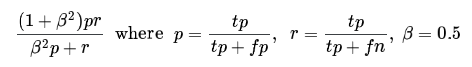 (1+β²)pr / β²p+r where p = tp / tp+fp, r = tp / tp+fn, β = 0.5